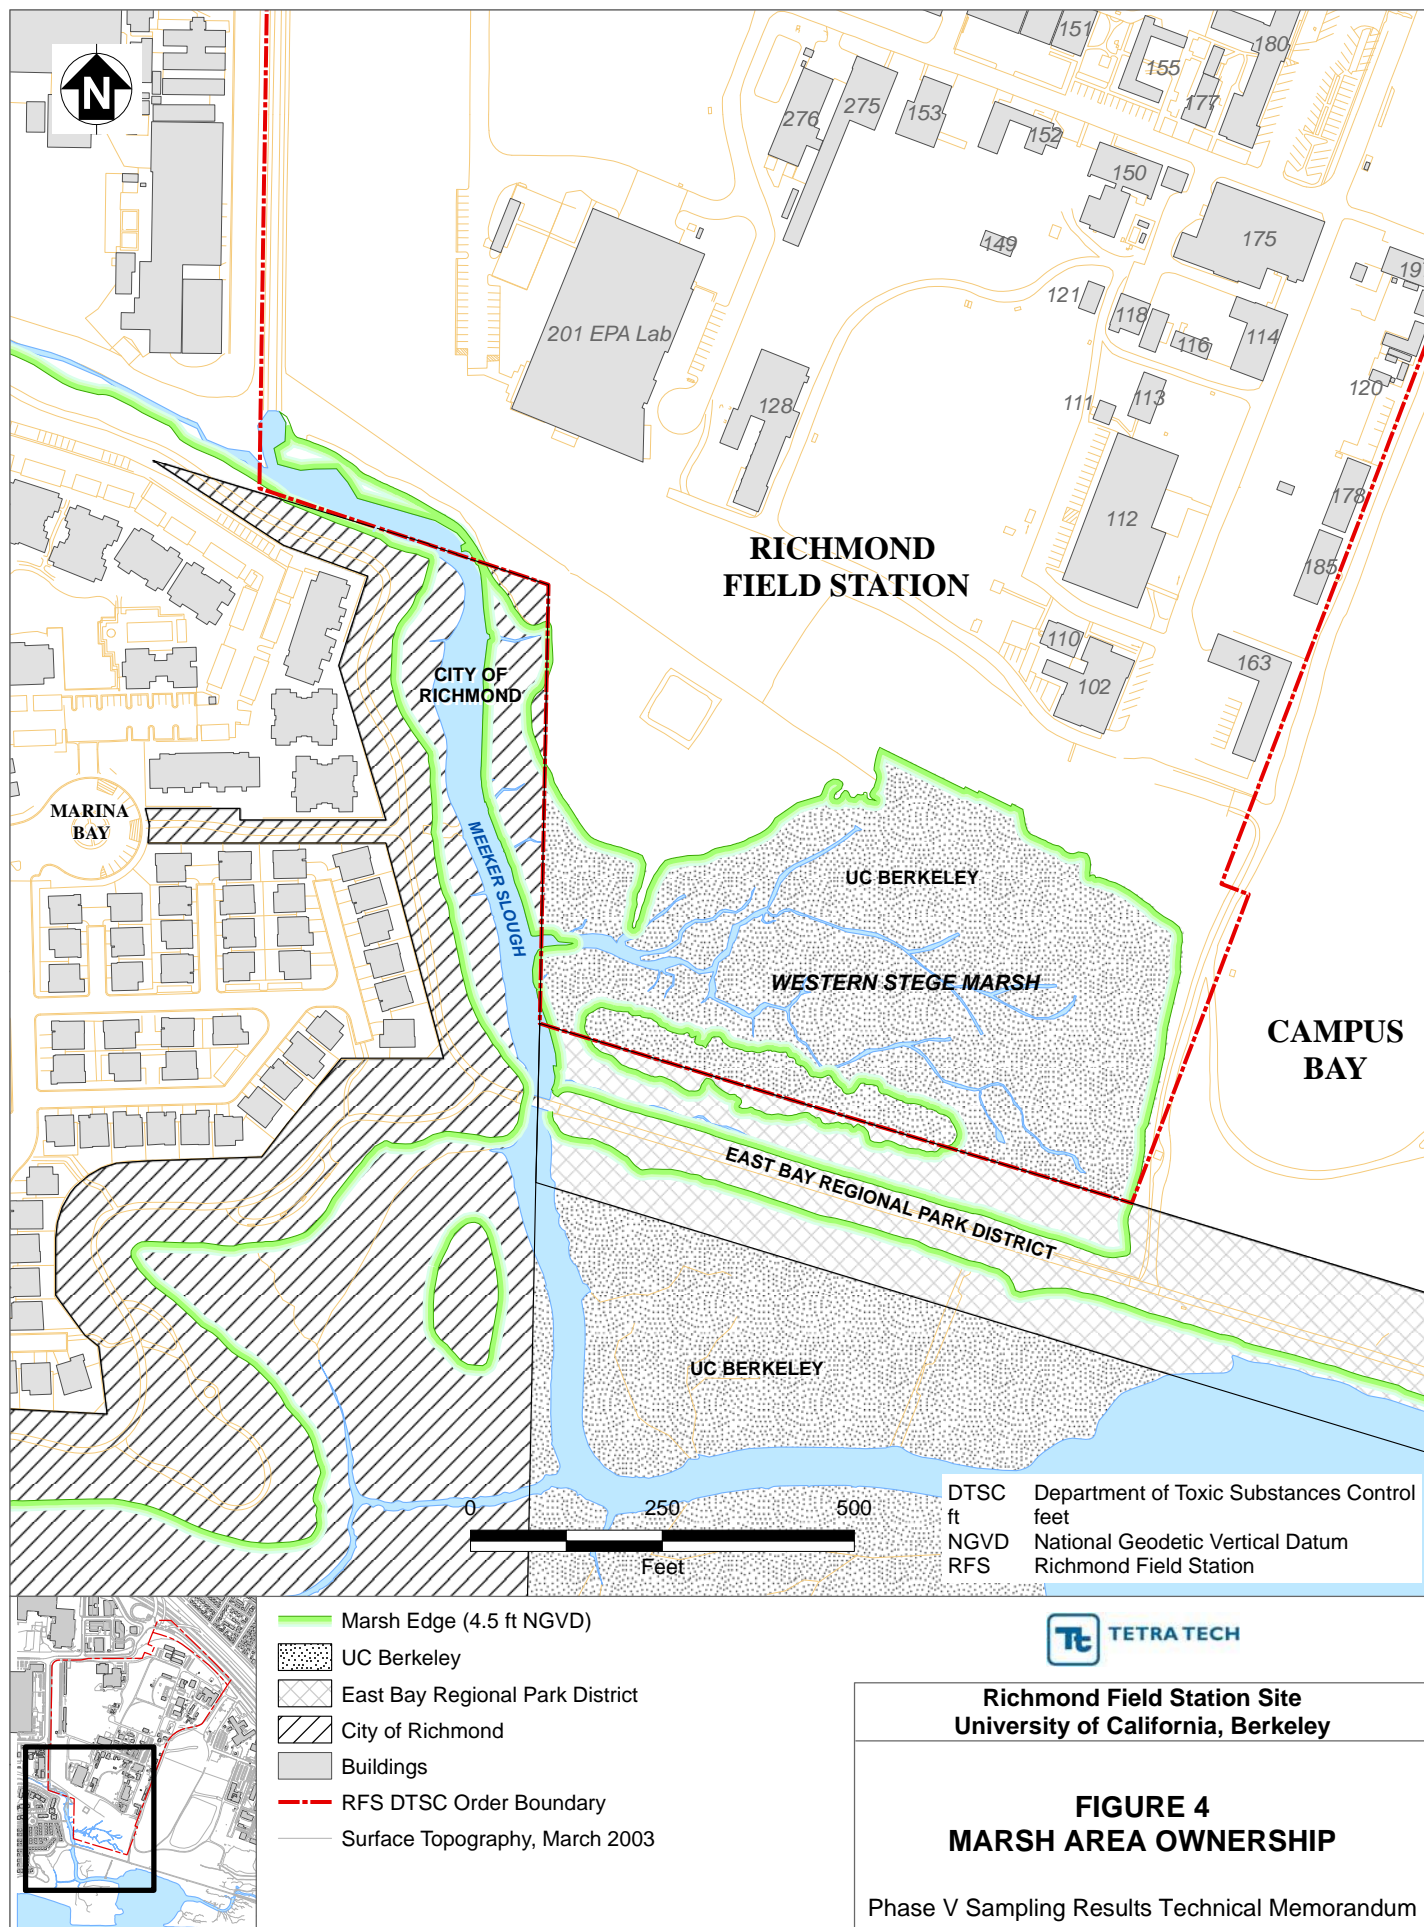 N
151
155
180
177
276
275
153
152
150
149
175
197
121
118
116
114
120
201 EPA Lab
128
111
113
112
178
185
RICHMOND
FIELD STATION
110
102
163
CITY OF
RICHMOND
MARINA
BAY
MEEKER SLOUGH
UC BERKELEY
WESTERN STEGE MARSH
CAMPUS
BAY
EAST BAY REGIONAL PARK DISTRICT
UC BERKELEY
0 250 500
Feet
DTSC Department of Toxic Substances Control
ft feet
NGVD National Geodetic Vertical Datum
RFS Richmond Field Station
Marsh Edge (4.5 ft NGVD)
UC Berkeley
East Bay Regional Park District
City of Richmond
Buildings
RFS DTSC Order Boundary
Surface Topography, March 2003
Tt TETRA TECH
Richmond Field Station Site
University of California, Berkeley
FIGURE 4
MARSH AREA OWNERSHIP
Phase V Sampling Results Technical Memorandum